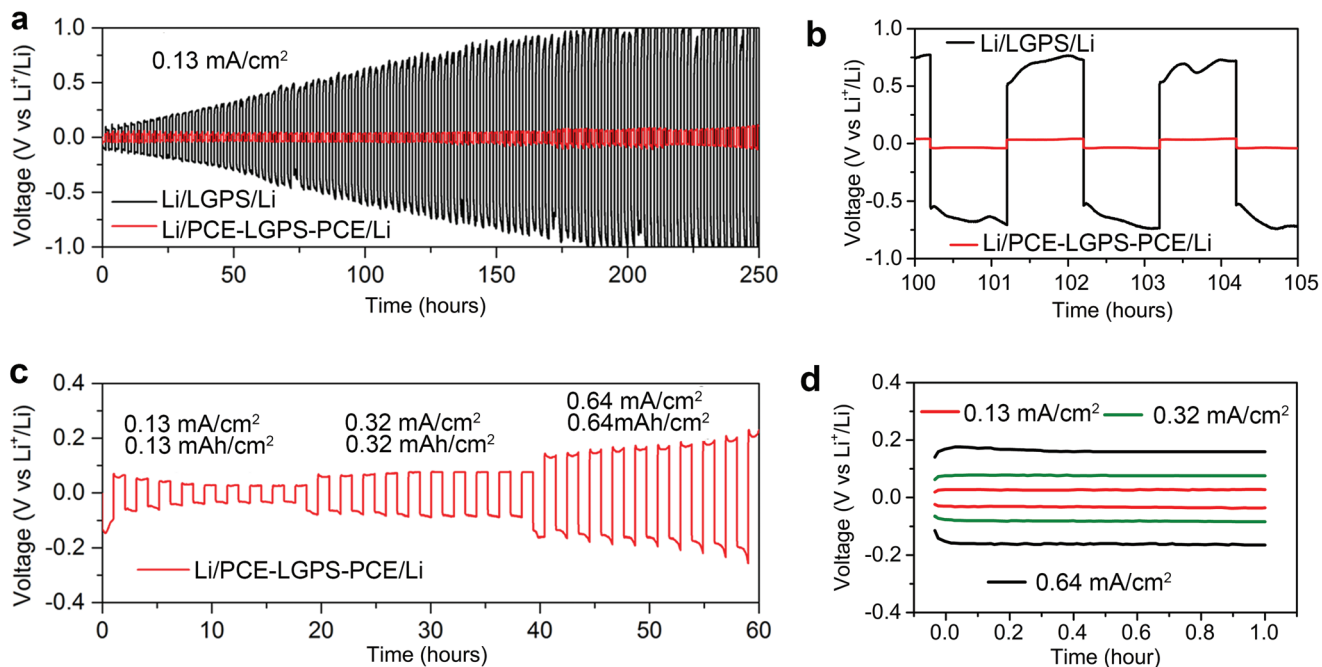 a
1.0
0.5
0.0
-0.5
-1.0
Voltage (V vs Li⁺/Li)
0.13 mA/cm²
Li/LGPS/Li
Li/PCE-LGPS-PCE/Li
0 50 100 150 200 250
Time (hours)
b
1.0
0.5
0.0
-0.5
-1.0
Voltage (V vs Li⁺/Li)
Li/LGPS/Li
Li/PCE-LGPS-PCE/Li
100 101 102 103 104 105
Time (hours)
c
0.4
0.2
0.0
-0.2
-0.4
Voltage (V vs Li⁺/Li)
0.13 mA/cm²
0.13 mAh/cm²
0.32 mA/cm²
0.32 mAh/cm²
0.64 mA/cm²
0.64mAh/cm²
Li/PCE-LGPS-PCE/Li
0 10 20 30 40 50 60
Time (hours)
d
0.4
0.2
0.0
-0.2
-0.4
Voltage (V vs Li⁺/Li)
0.13 mA/cm² 0.32 mA/cm²
0.64 mA/cm²
0.0 0.2 0.4 0.6 0.8 1.0
Time (hour)